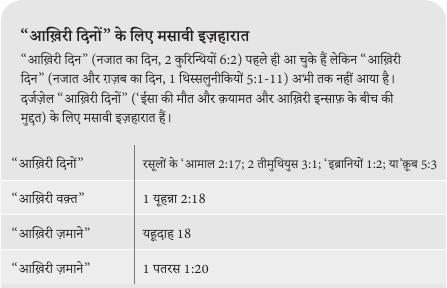 “आख़िरी दिनों” के लिए मसावी इज़हारात
“आख़िरी दिन” (नजात का दिन, 2 कुरिन्थियों 6:2) पहले ही आ चुके हैं लेकिन “आख़िरी
दिन” (नजात और ग़ज़ब का दिन, 1 थिस्सलुनीकियों 5:1-11) अभी तक नहीं आया है।
दर्जज़ेल “आख़िरी दिनों” (‘ईसा की मौत और क़यामत और आख़िरी इन्साफ़ के बीच की
मुद्दत) के लिए मसावी इज़हारात हैं।
“आख़िरी दिनों” रसूलों के ‘आमाल 2:17; 2 तीमुथियुस 3:1; ‘इब्रानियों 1:2; या’क़ूब 5:3
“आख़िरी वक़्त” 1 यूहन्ना 2:18
“आख़िरी ज़माने” यहूदाह 18
“आख़िरी ज़माने” 1 पतरस 1:20